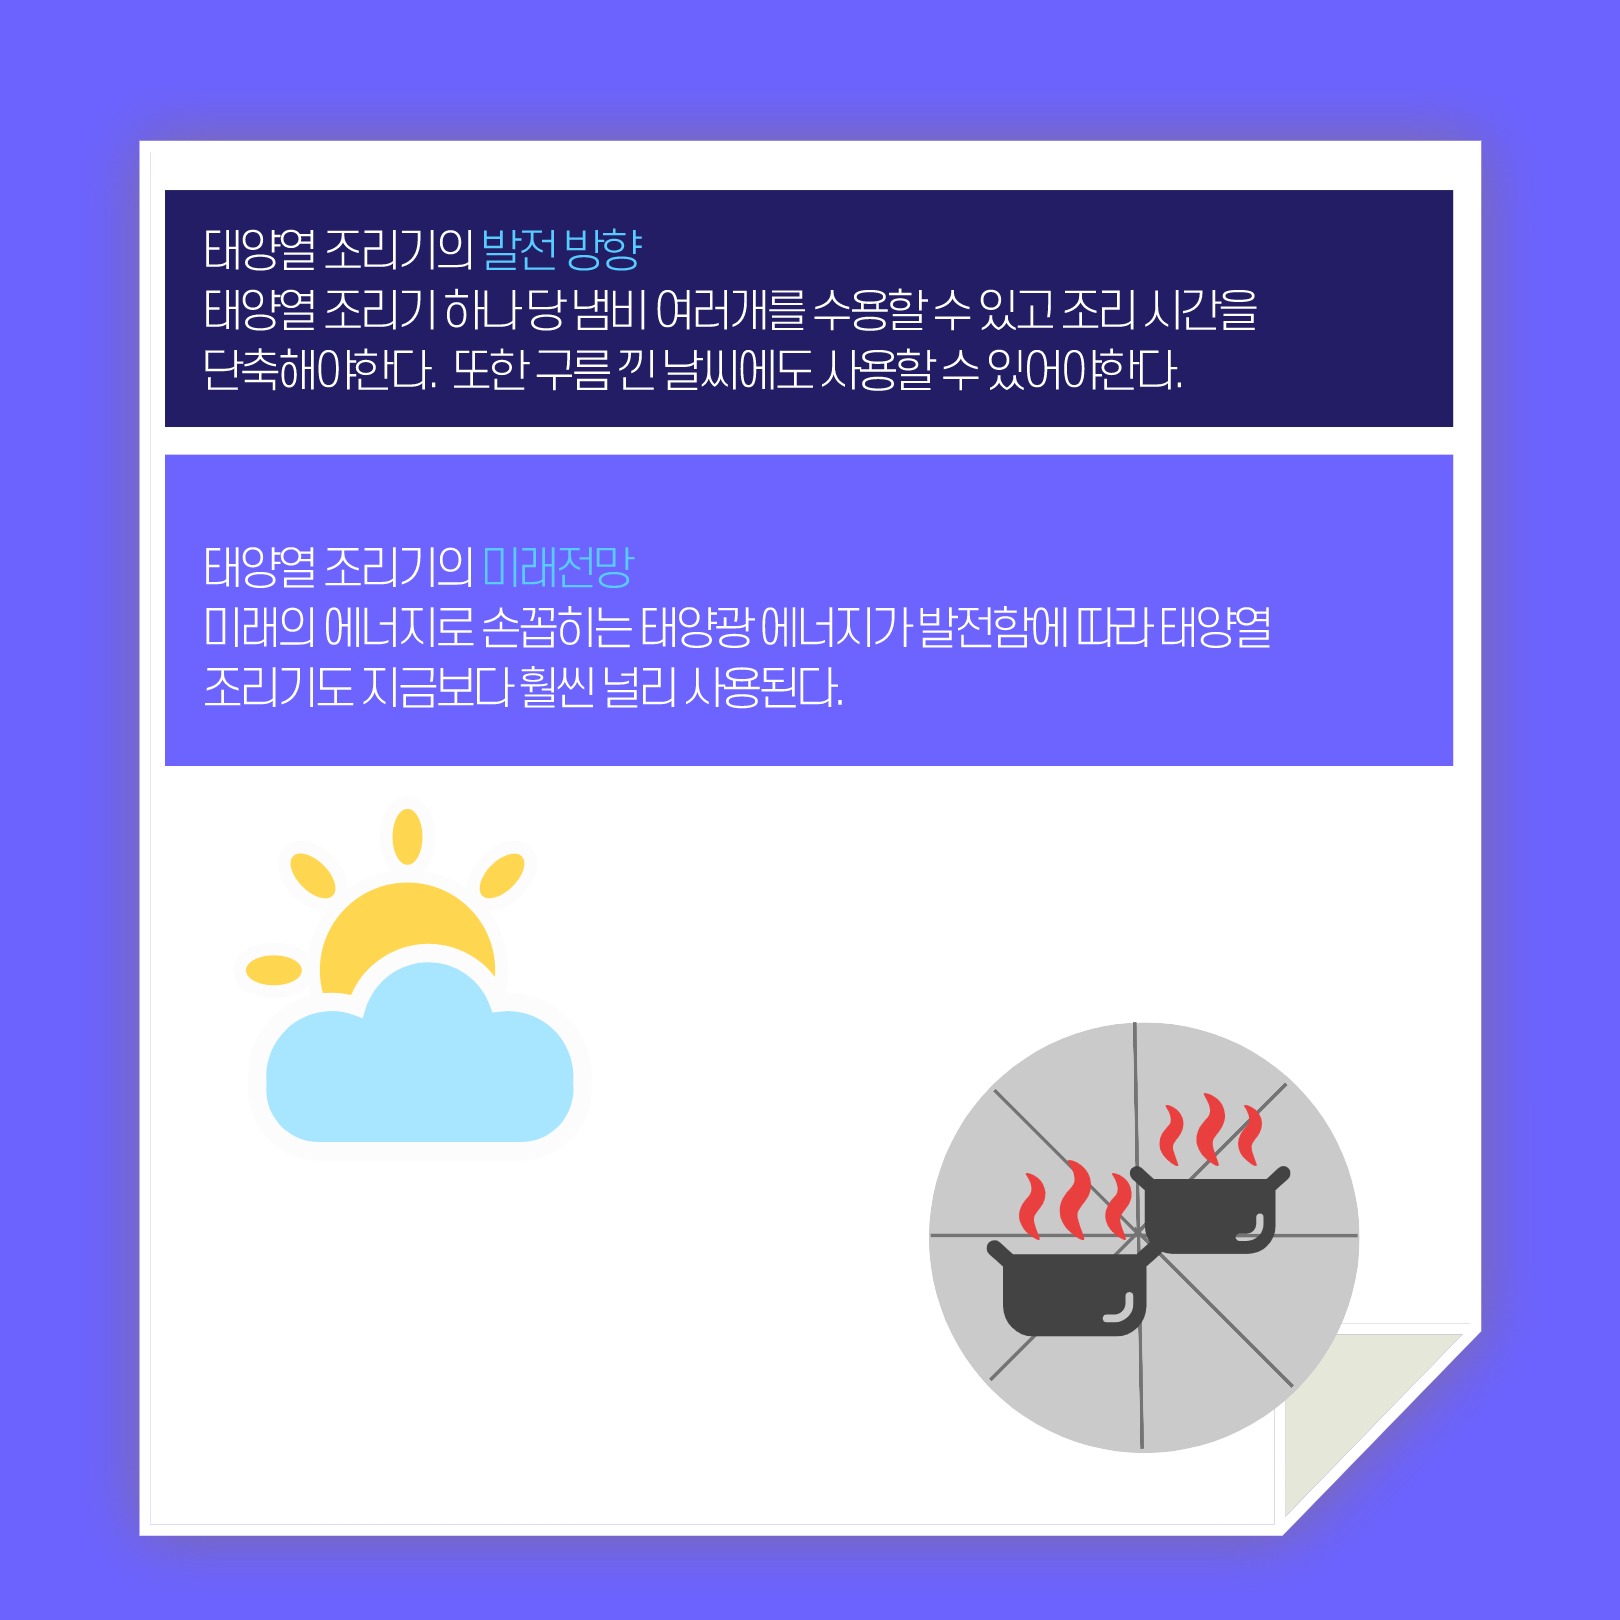 태양열 조리기의 발전 방향
태양열 조리기 하나 당 냄비 여러개를 수용할 수 있고 조리 시간을
단축해야한다. 또한 구름 낀 날씨에도 사용할 수 있어야한다.
태양열 조리기의 미래전망
미래의 에너지로 손꼽히는 태양광 에너지가 발전함에 따라 태양열
조리기도 지금보다 훨씬 널리 사용된다.